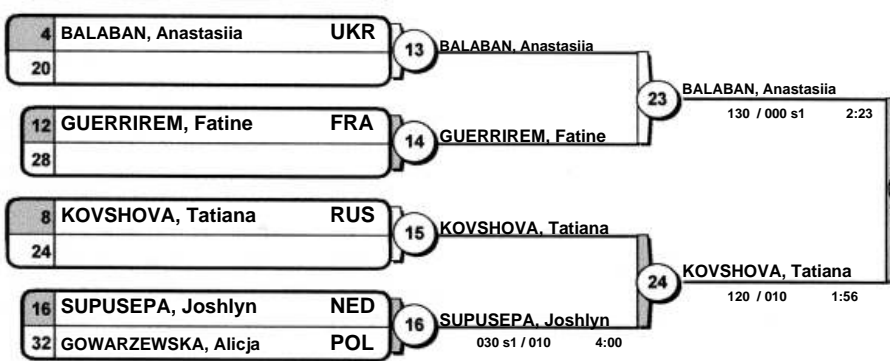 4 BALABAN, Anastasiia UKR
20
13 BALABAN, Anastasiia
12 GUERRIREM, Fatine FRA
28
14 GUERRIREM, Fatine
23 BALABAN, Anastasiia
130 / 000 s1 2:23
8 KOVSHOVA, Tatiana RUS
24
15 KOVSHOVA, Tatiana
16 SUPUSEPA, Joshlyn NED
32 GOWARZEWSKA, Alicja POL
16 SUPUSEPA, Joshlyn
030 s1 / 010 4:00
24 KOVSHOVA, Tatiana
120 / 010 1:56